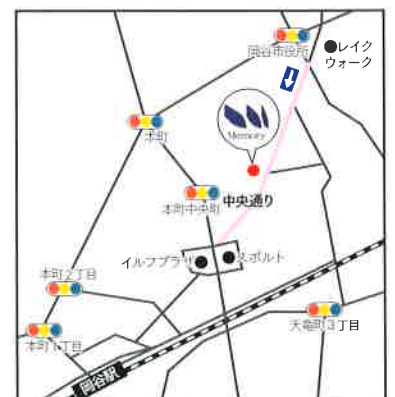 岡谷市役所
レイク
ウォーク
Memory
本町
本町中央町
中央通り
イルフプラザ
スポルト
本町2丁目
天竜町3丁目
本町1丁目
岡谷駅